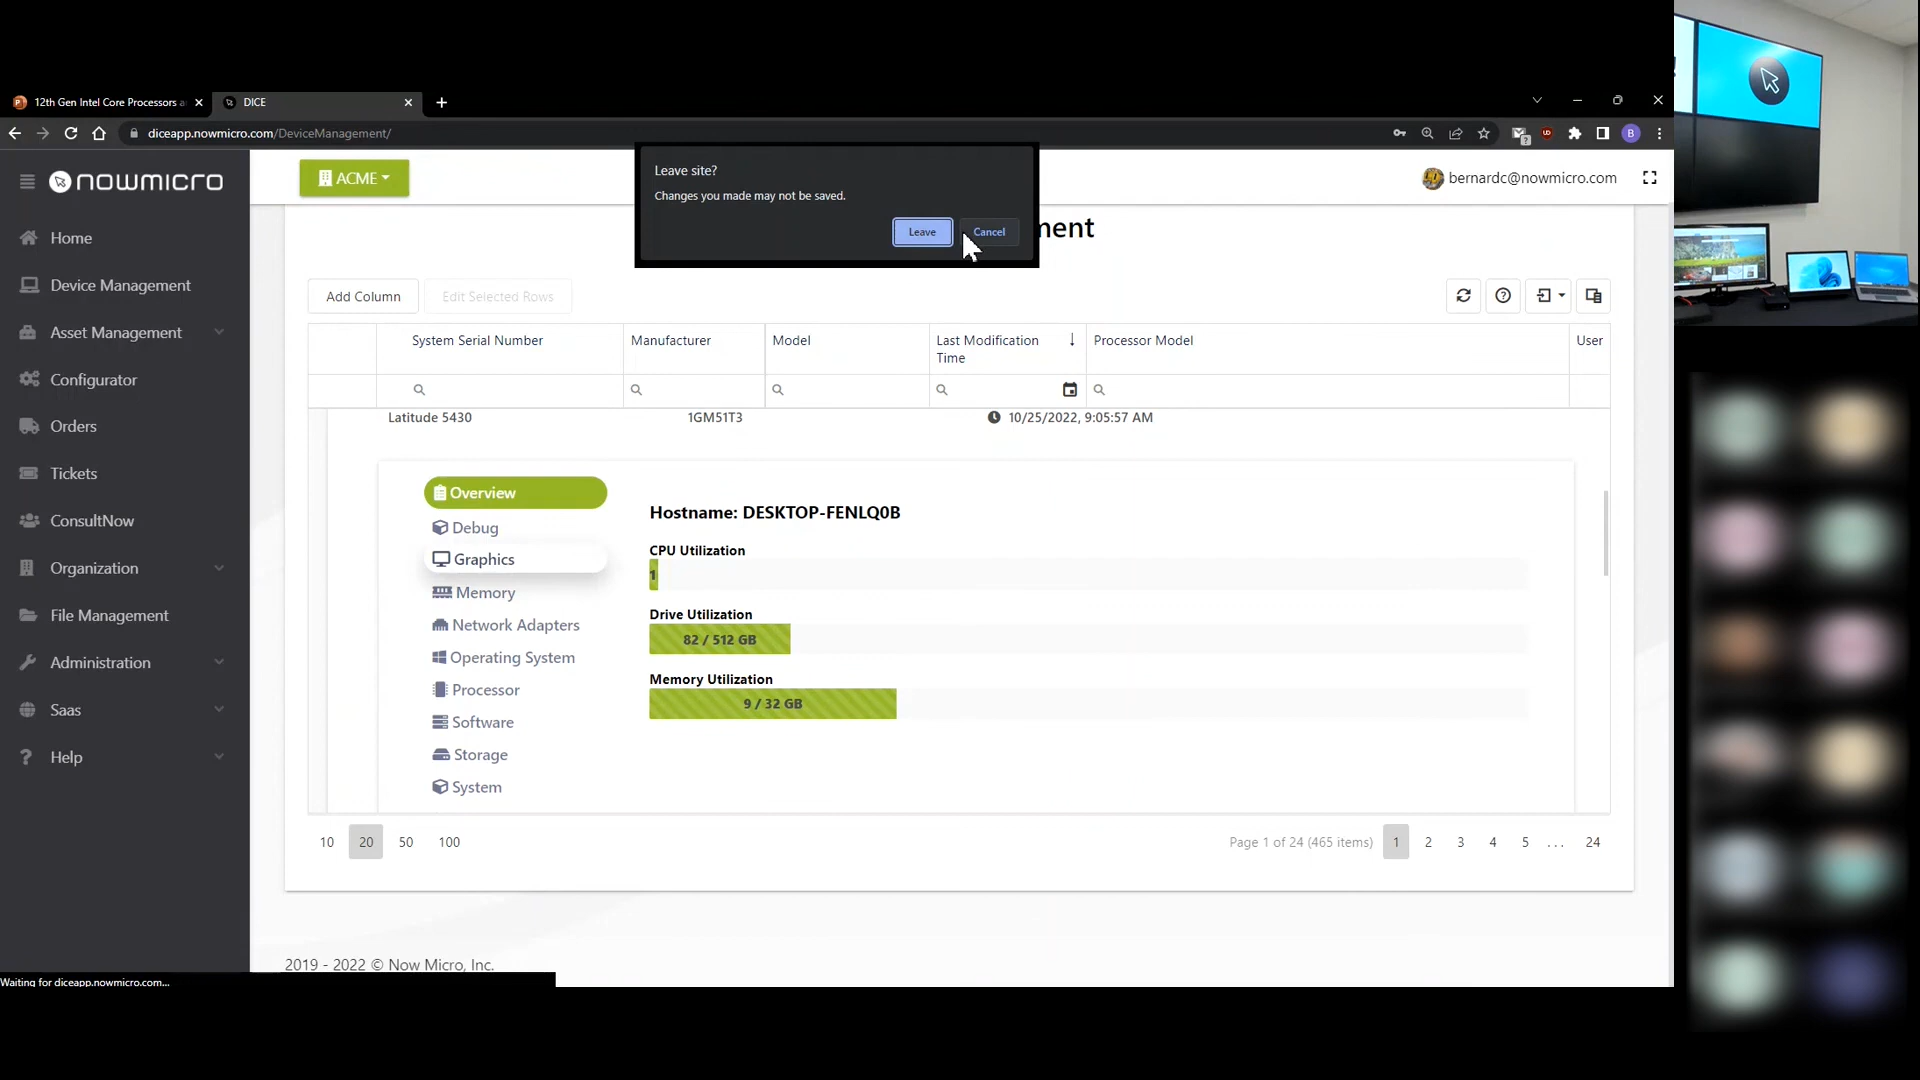 12th Gen Intel Core Processors a
DICE
diceapp.nowmicro.com/DeviceManagement/
B
nowmicro
ACME
Leave site?
Changes you made may not be saved.
Leave
Cancel
ment
bernardc@nowmicro.com
Home
Device Management
Asset Management
Configurator
Orders
Tickets
ConsultNow
Organization
File Management
Administration
Saas
Help
Add Column
Edit Selected Rows
System Serial Number
Manufacturer
Model
Last Modification
Time
Processor Model
User
Latitude 5430
1GM51T3
10/25/2022, 9:05:57 AM
Overview
Debug
Graphics
Memory
Network Adapters
Operating System
Processor
Software
Storage
System
Hostname: DESKTOP-FENLQ0B
CPU Utilization
1
Drive Utilization
82 / 512 GB
Memory Utilization
9 / 32 GB
10 20 50 100
Page 1 of 24 (465 items) 1 2 3 4 5 ... 24
2019 - 2022 © Now Micro, Inc.
Waiting for diceapp.nowmicro.com...